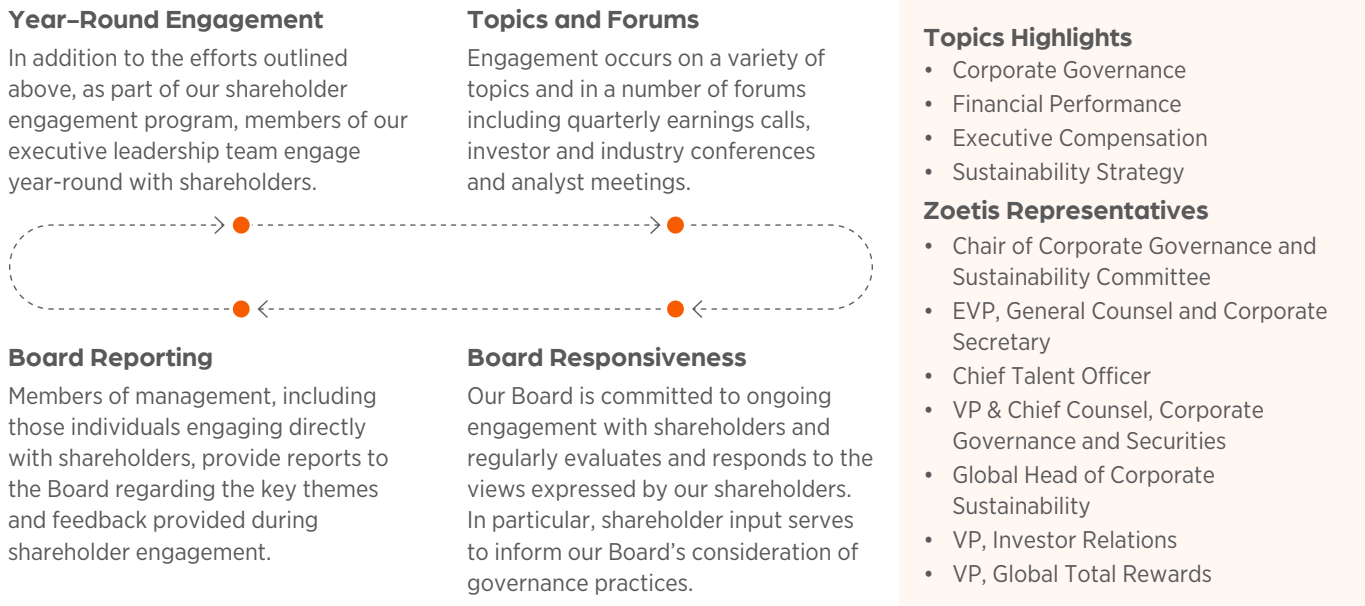 Year–Round Engagement
In addition to the efforts outlined
above, as part of our shareholder
engagement program, members of our
executive leadership team engage
year-round with shareholders.
Topics and Forums
Engagement occurs on a variety of
topics and in a number of forums
including quarterly earnings calls,
investor and industry conferences
and analyst meetings.
Board Reporting
Members of management, including
those individuals engaging directly
with shareholders, provide reports to
the Board regarding the key themes
and feedback provided during
shareholder engagement.
Board Responsiveness
Our Board is committed to ongoing
engagement with shareholders and
regularly evaluates and responds to the
views expressed by our shareholders.
In particular, shareholder input serves
to inform our Board’s consideration of
governance practices.
Topics Highlights
• Corporate Governance
• Financial Performance
• Executive Compensation
• Sustainability Strategy
Zoetis Representatives
• Chair of Corporate Governance and
Sustainability Committee
• EVP, General Counsel and Corporate
Secretary
• Chief Talent Officer
• VP & Chief Counsel, Corporate
Governance and Securities
• Global Head of Corporate
Sustainability
• VP, Investor Relations
• VP, Global Total Rewards